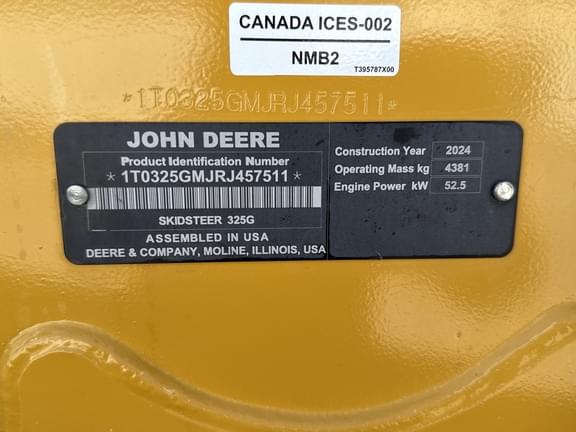 CANADA ICES-002
NMB2
T395787X00
*1T0325GMJRJ457511*
JOHN DEERE
Product Identification Number
* 1T0325GMJRJ457511 *
SKIDSTEER 325G
ASSEMBLED IN USA
DEERE & COMPANY, MOLINE, ILLINOIS, USA
Construction Year 2024
Operating Mass kg 4381
Engine Power kW 52.5